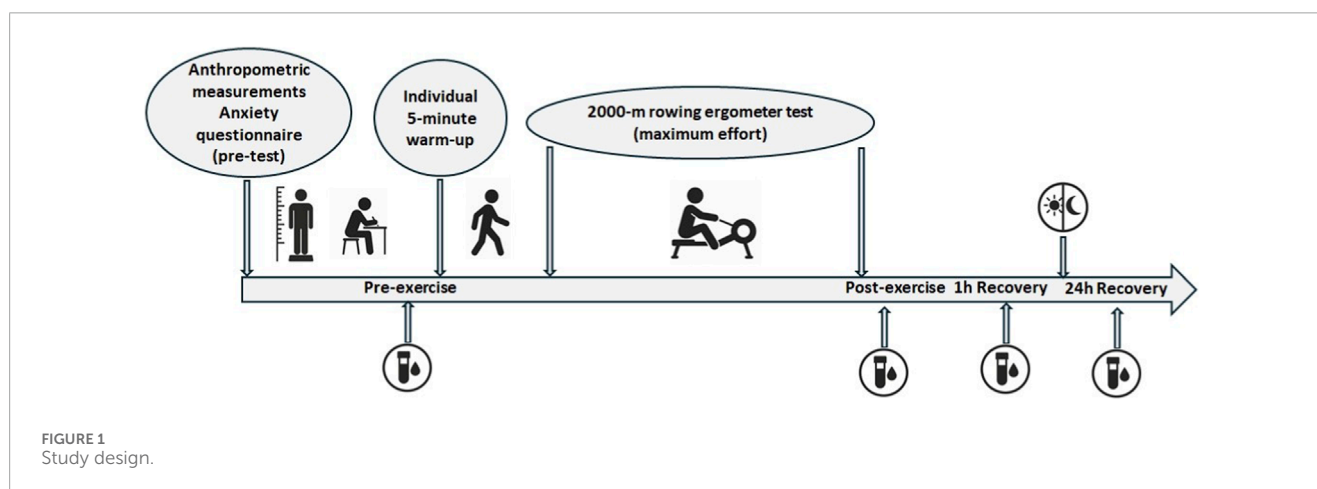 Anthropometric
measurements
Anxiety
questionnaire
(pre-test)
Individual
5-minute
warm-up
2000-m rowing ergometer test
(maximum effort)
Pre-exercise
Post-exercise
1h Recovery
24h Recovery
FIGURE 1
Study design.